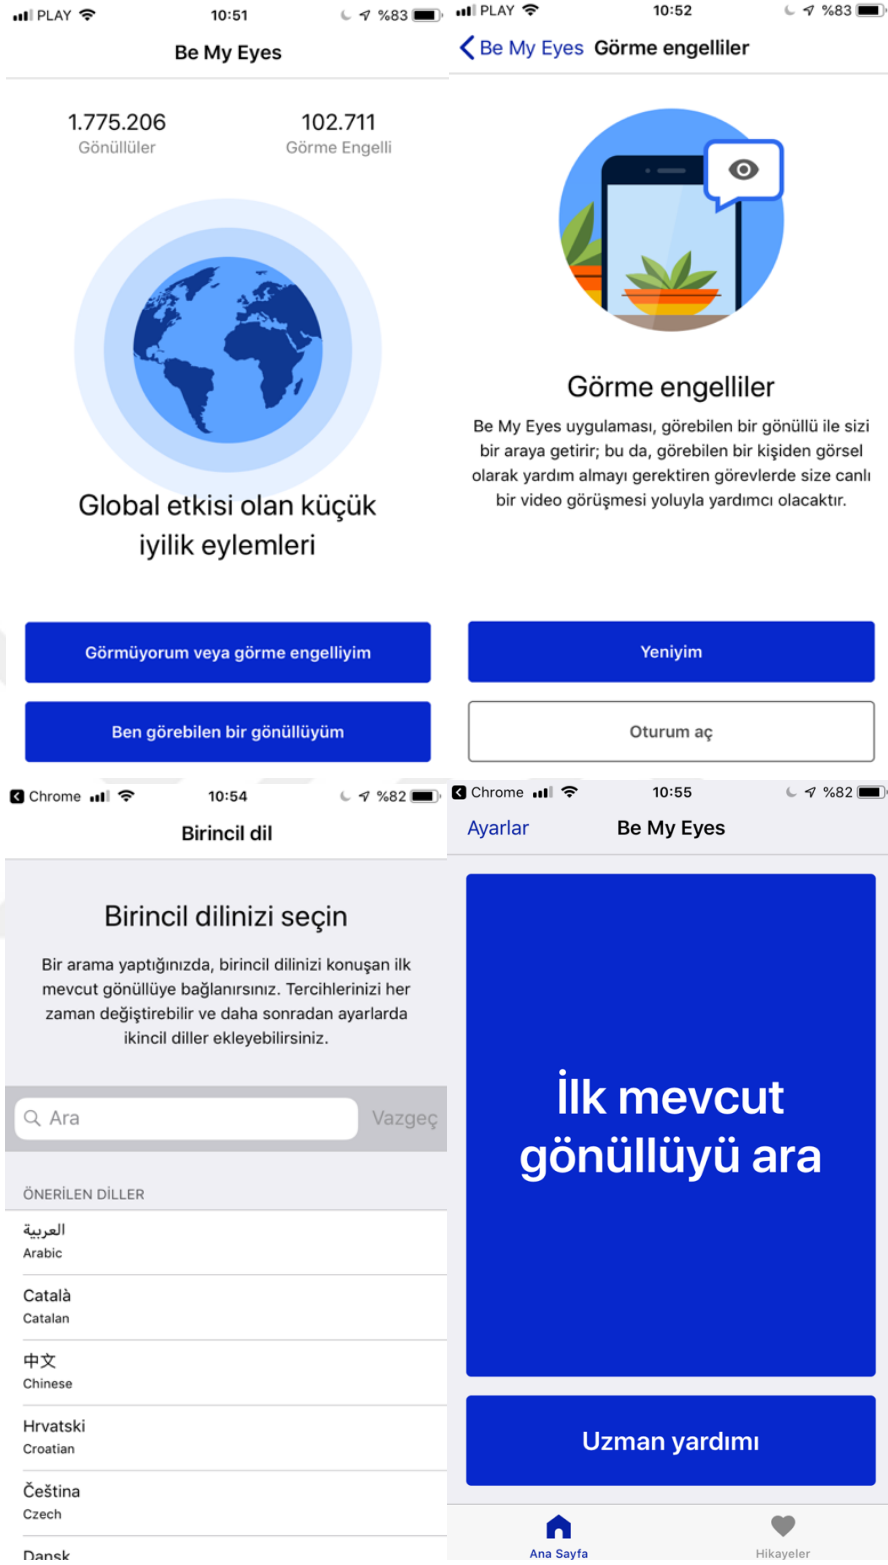 PLAY 10:51 %83
Be My Eyes
1.775.206 102.711
Gönüllüler Görme Engelli
Global etkisi olan küçük
iyilik eylemleri
Görmüyorum veya görme engelliyim
Ben görebilen bir gönüllüyüm
PLAY 10:52 %83
Be My Eyes Görme engelliler
Görme engelliler
Be My Eyes uygulaması, görebilen bir gönüllü ile sizi
bir araya getirir; bu da, görebilen bir kişiden görsel
olarak yardım almayı gerektiren görevlerde size canlı
bir video görüşmesi yoluyla yardımcı olacaktır.
Yeniyim
Oturum aç
Chrome 10:54 %82
Birincil dil
Birincil dilinizi seçin
Bir arama yaptığınızda, birincil dilinizi konuşan ilk
mevcut gönüllüye bağlanırsınız. Tercihlerinizi her
zaman değiştirebilir ve daha sonradan ayarlarda
ikincil diller ekleyebilirsiniz.
Ara Vazgeç
ÖNERİLEN DİLLER
العربية
Arabic
Català
Catalan
中文
Chinese
Hrvatski
Croatian
Čeština
Czech
Dansk
Chrome 10:55 %82
Ayarlar Be My Eyes
İlk mevcut
gönüllüyü ara
Uzman yardımı
Ana Sayfa Hikayeler